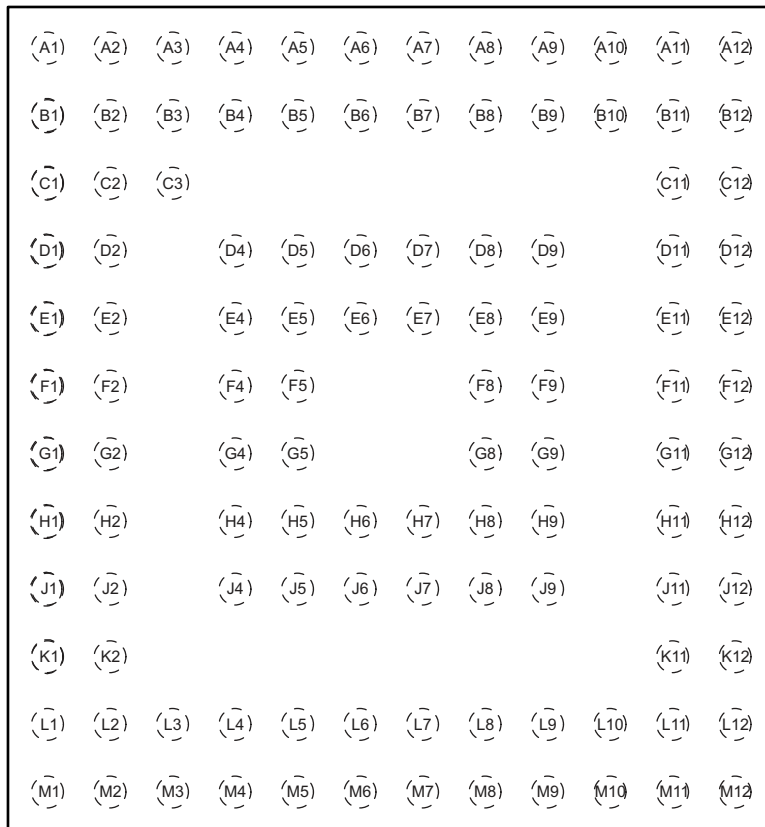 A1 A2 A3 A4 A5 A6 A7 A8 A9 A10 A11 A12
B1 B2 B3 B4 B5 B6 B7 B8 B9 B10 B11 B12
C1 C2 C3 C11 C12
D1 D2 D4 D5 D6 D7 D8 D9 D11 D12
E1 E2 E4 E5 E6 E7 E8 E9 E11 E12
F1 F2 F4 F5 F8 F9 F11 F12
G1 G2 G4 G5 G8 G9 G11 G12
H1 H2 H4 H5 H6 H7 H8 H9 H11 H12
J1 J2 J4 J5 J6 J7 J8 J9 J11 J12
K1 K2 K11 K12
L1 L2 L3 L4 L5 L6 L7 L8 L9 L10 L11 L12
M1 M2 M3 M4 M5 M6 M7 M8 M9 M10 M11 M12